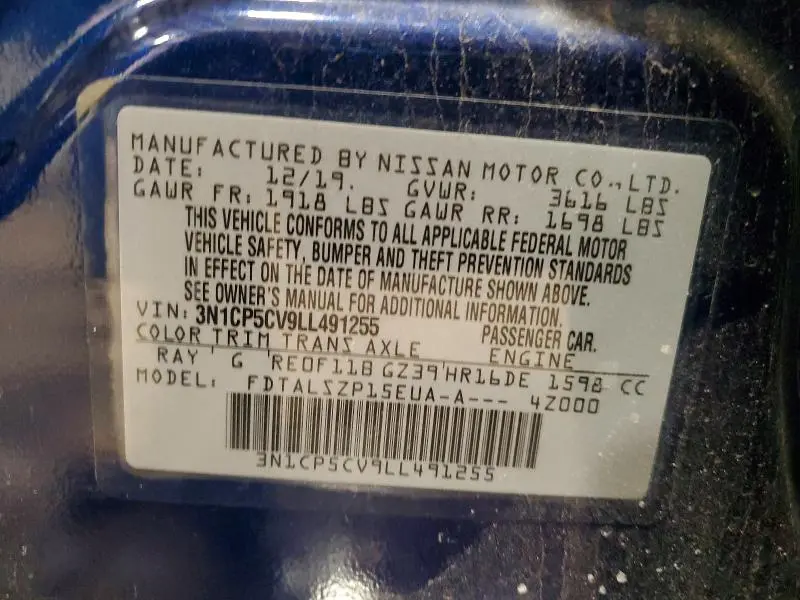 MANUFACTURED BY NISSAN MOTOR CO.,LTD.
DATE: 12/19. GVWR: 3616 LBS
GAWR FR: 1918 LBS GAWR RR: 1698 LBS
THIS VEHICLE CONFORMS TO ALL APPLICABLE FEDERAL MOTOR
VEHICLE SAFETY, BUMPER AND THEFT PREVENTION STANDARDS
IN EFFECT ON THE DATE OF MANUFACTURE SHOWN ABOVE.
SEE OWNER'S MANUAL FOR ADDITIONAL INFORMATION.
VIN: 3N1CP5CV9LL491255 PASSENGER CAR.
COLOR TRIM TRANS AXLE ENGINE
RAY ' G 'RE0F11B GZ39'HR16DE 1598 CC
MODEL: FDTALSZP15EUA-A--- 4Z000
3N1CP5CV9LL491255